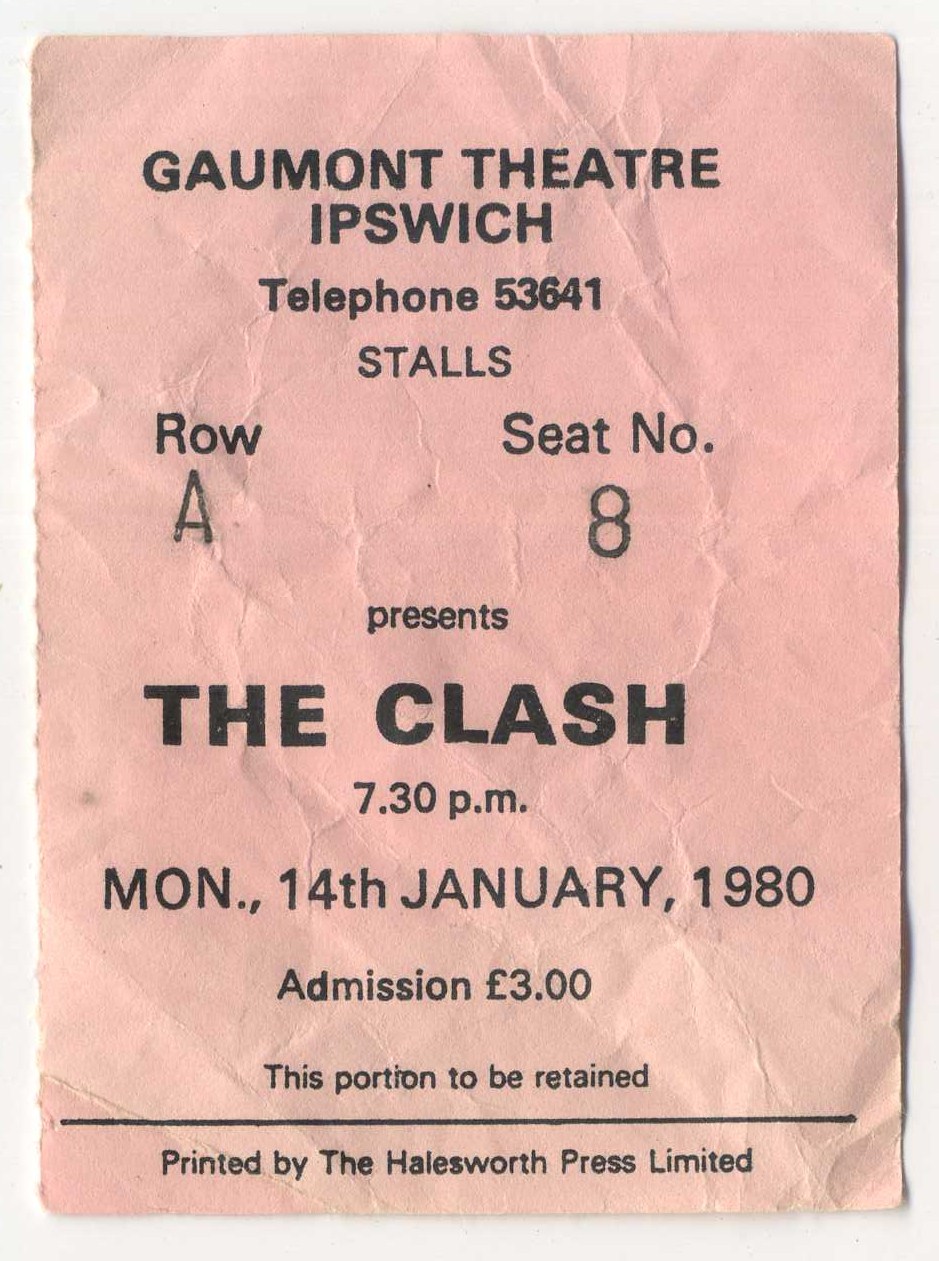 GAUMONT THEATRE
IPSWICH
Telephone 53641
STALLS
Row Seat No.
A 8
presents
THE CLASH
7.30 p.m.
MON., 14th JANUARY, 1980
Admission £3.00
This portion to be retained
Printed by The Halesworth Press Limited